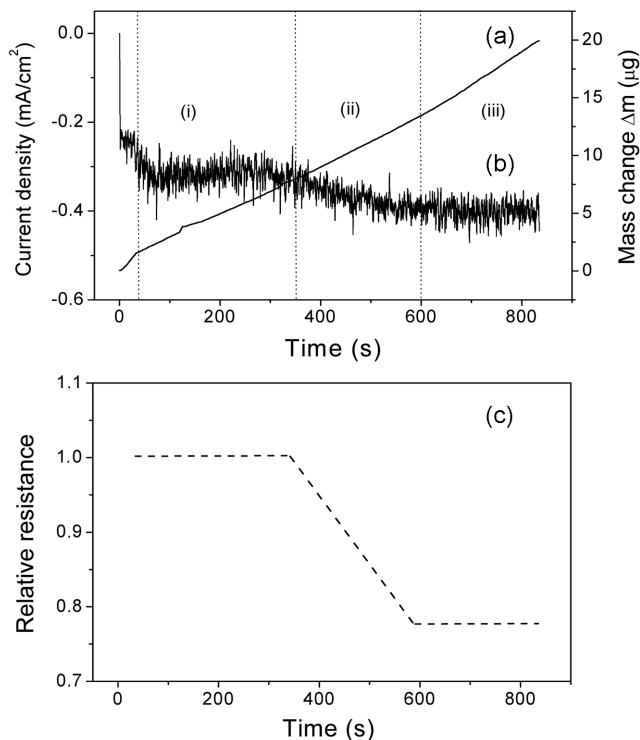 (a)
(i)
(ii)
(iii)
(b)
Current density (mA/cm²)
0.0
-0.2
-0.4
-0.6
Mass change Δm (μg)
20
15
10
5
0
0 200 400 600 800
Time (s)
(c)
Relative resistance
1.1
1.0
0.9
0.8
0.7
0 200 400 600 800
Time (s)